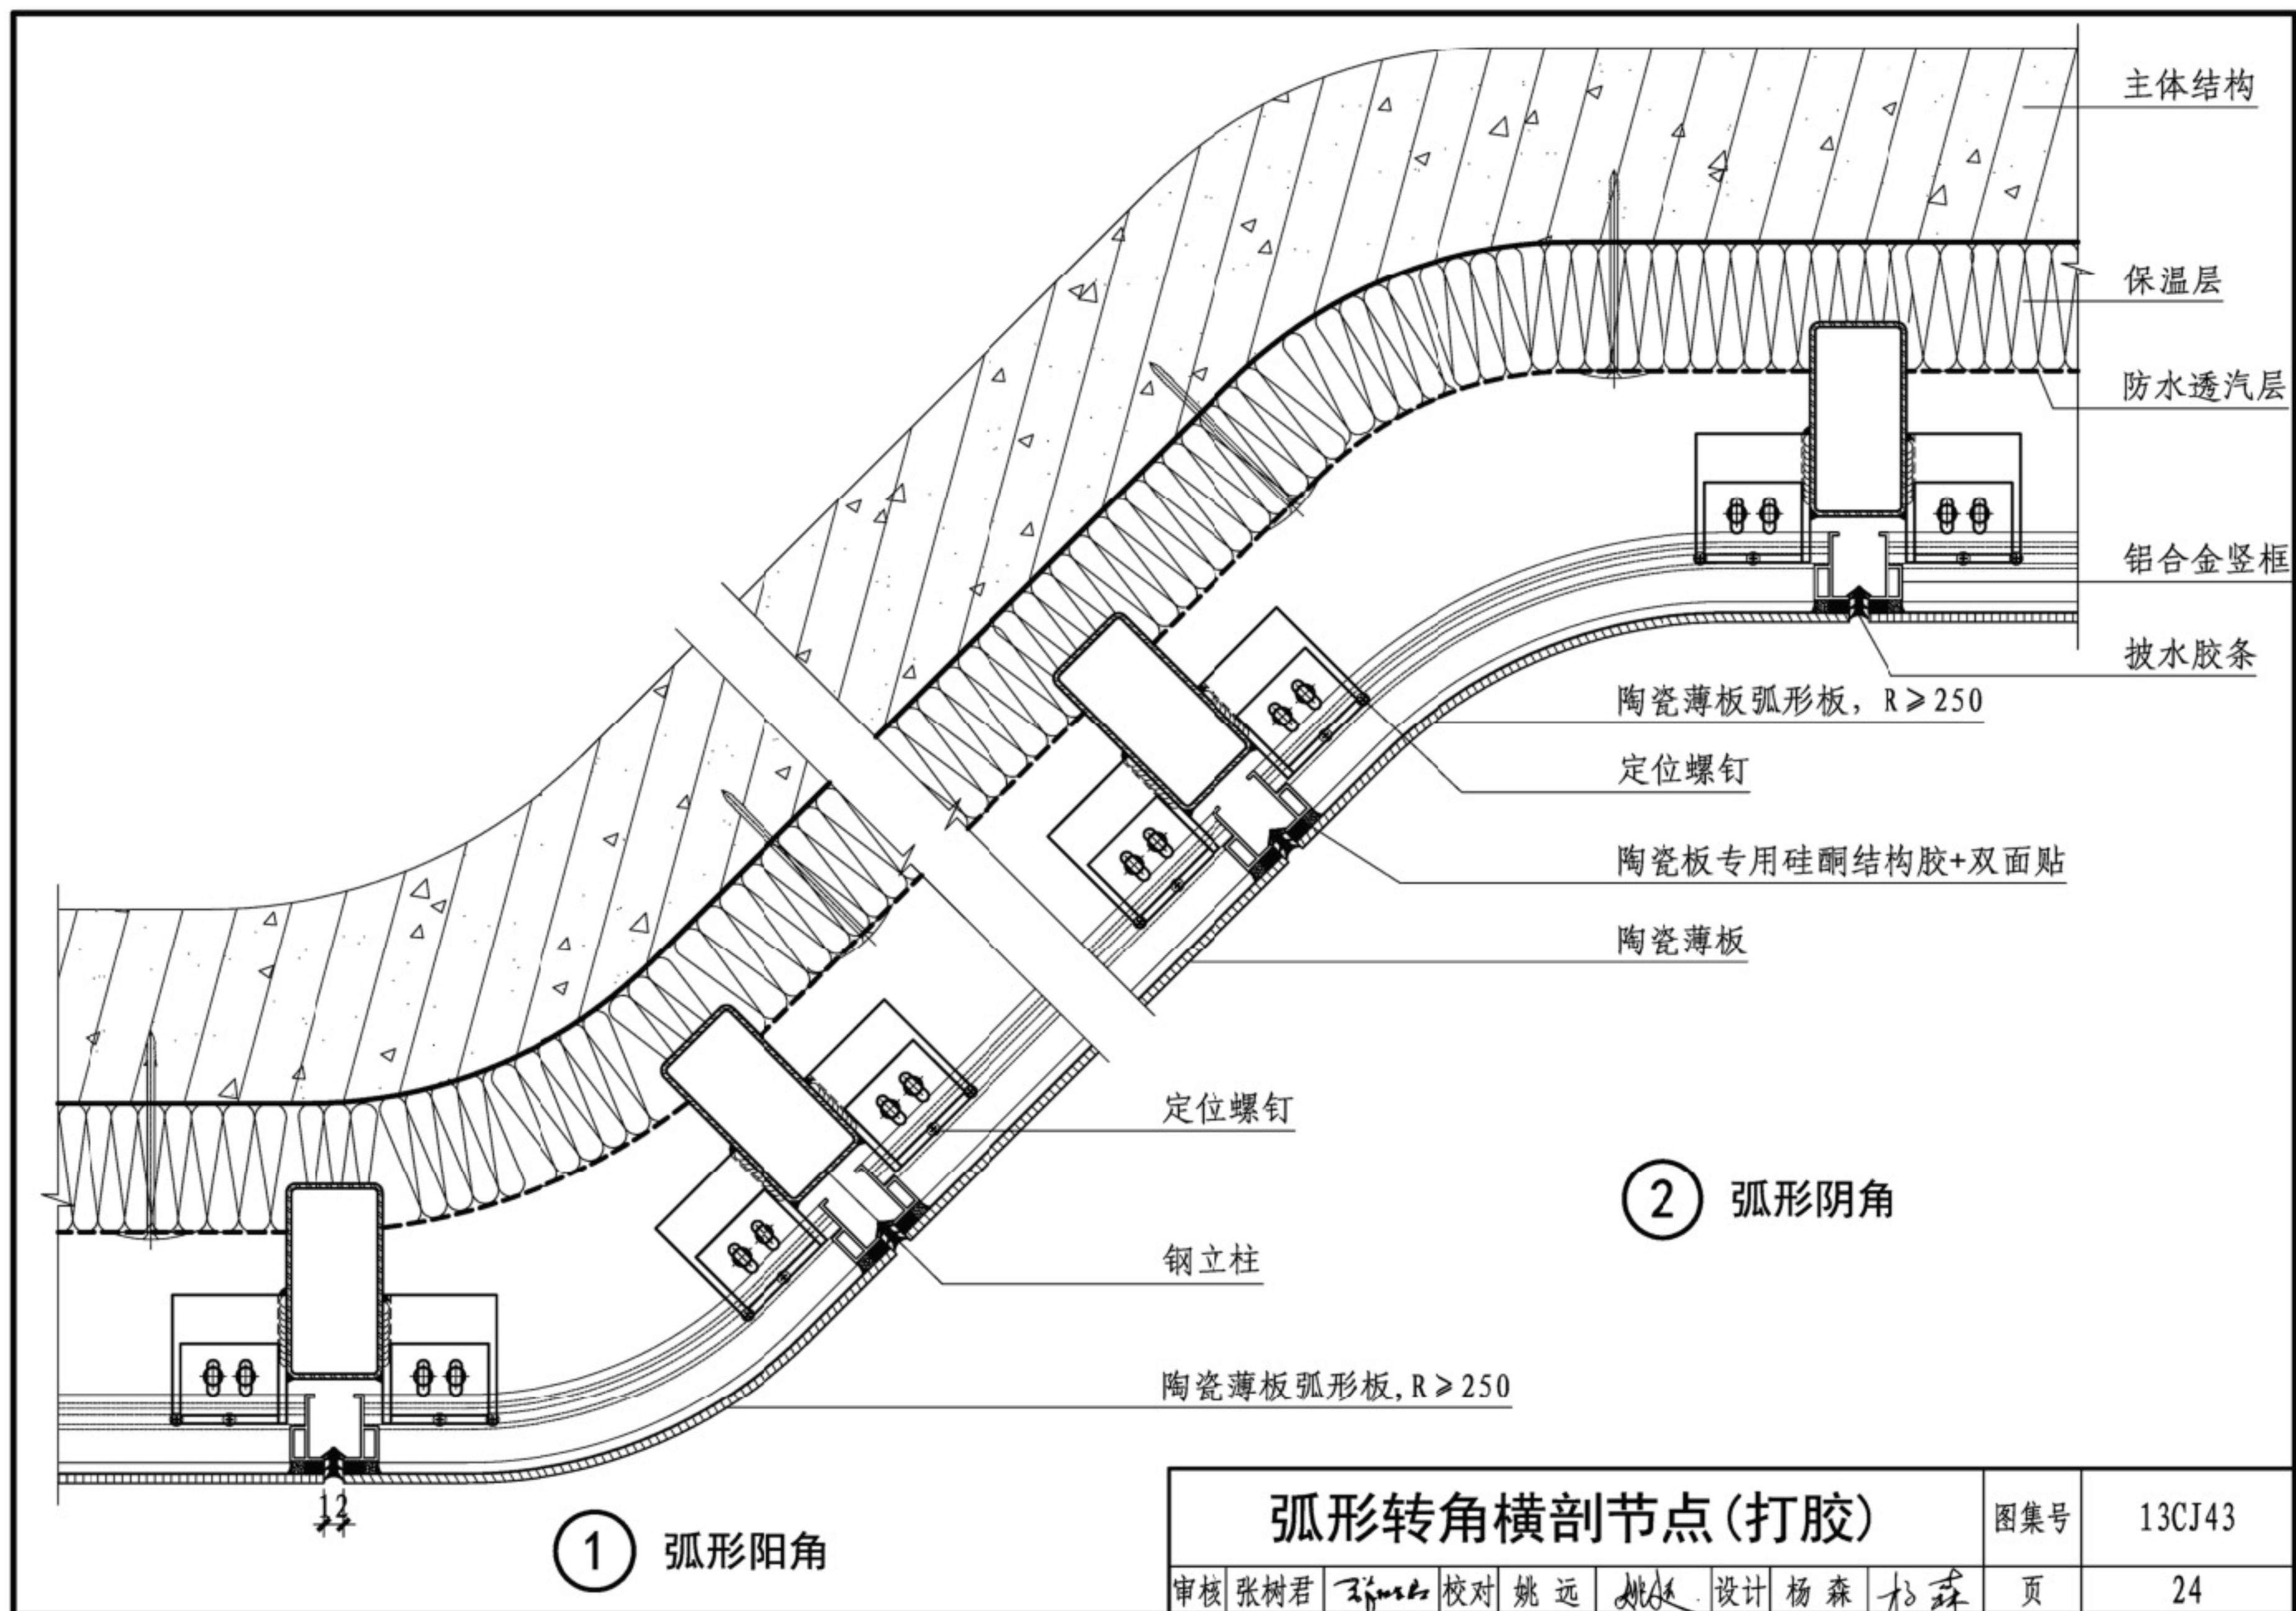 主体结构
保温层
防水透汽层
铝合金竖框
披水胶条
陶瓷薄板弧形板，R≥250
定位螺钉
陶瓷板专用硅酮结构胶+双面贴
陶瓷薄板
定位螺钉
② 弧形阴角
钢立柱
陶瓷薄板弧形板,R≥250
12
① 弧形阳角
弧形转角横剖节点(打胶) 图集号 13CJ43
审核 张树君 校对 姚远 姚远 设计 杨森 杨森 页 24